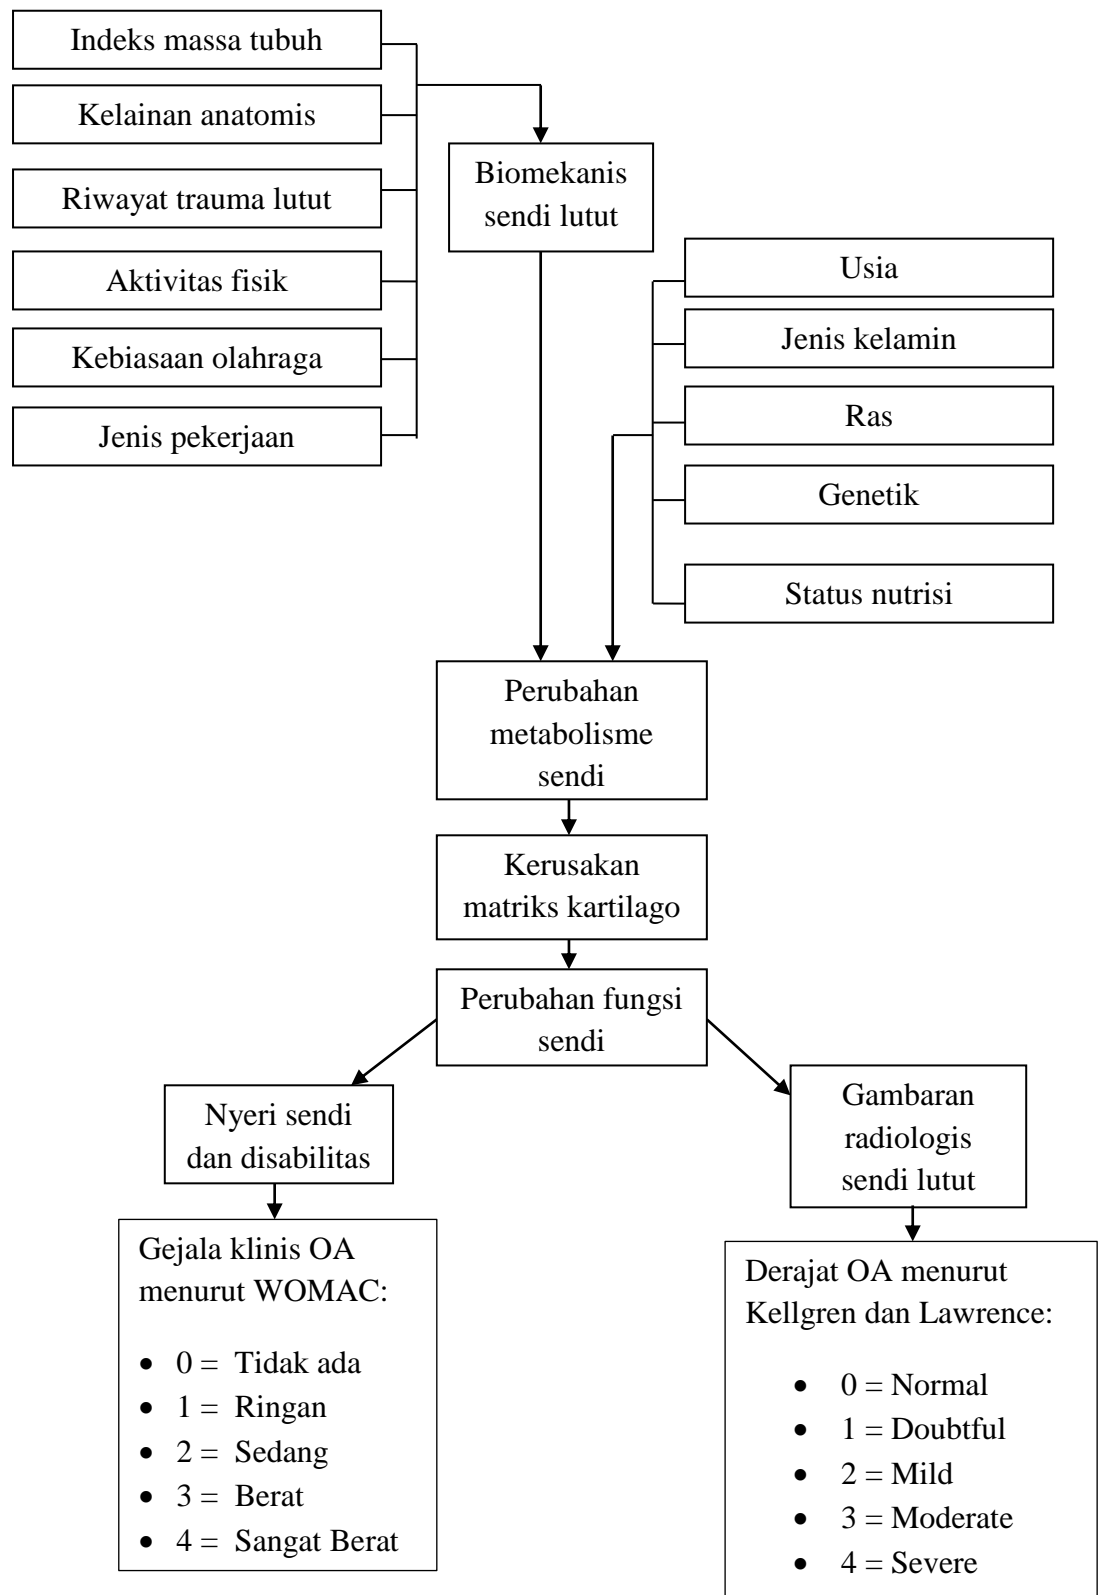 Indeks massa tubuh
Kelainan anatomis
Riwayat trauma lutut
Aktivitas fisik
Kebiasaan olahraga
Jenis pekerjaan
Biomekanis
sendi lutut
Usia
Jenis kelamin
Ras
Genetik
Status nutrisi
Perubahan
metabolisme
sendi
Kerusakan
matriks kartilago
Perubahan fungsi
sendi
Nyeri sendi
dan disabilitas
Gejala klinis OA
menurut WOMAC:
• 0 = Tidak ada
• 1 = Ringan
• 2 = Sedang
• 3 = Berat
• 4 = Sangat Berat
Gambaran
radiologis
sendi lutut
Derajat OA menurut
Kellgren dan Lawrence:
• 0 = Normal
• 1 = Doubtful
• 2 = Mild
• 3 = Moderate
• 4 = Severe